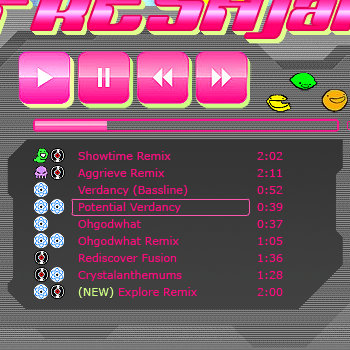 FRESHJAM
Showtime Remix 2:02
Aggrieve Remix 2:11
Verdancy (Bassline) 0:52
Potential Verdancy 0:39
Ohgodwhat 0:37
Ohgodwhat Remix 1:05
Rediscover Fusion 1:36
Crystalanthemums 1:28
(NEW) Explore Remix 2:00